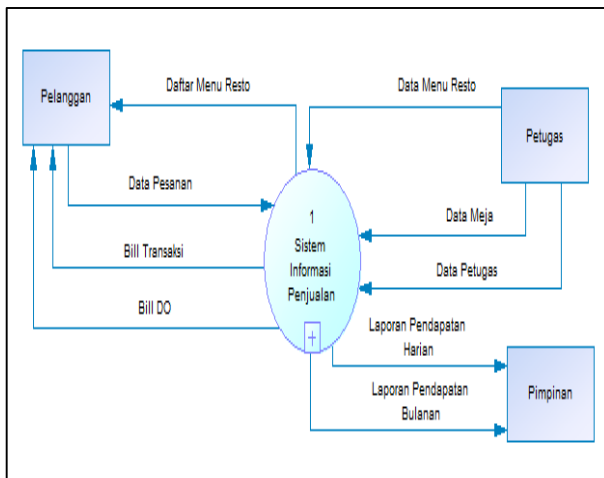 Daftar Menu Resto
Data Menu Resto
Pelanggan
Petugas
Data Pesanan
1
Sistem
Informasi
Penjualan
Data Meja
Bill Transaksi
Data Petugas
Bill DO
+
Laporan Pendapatan
Harian
Laporan Pendapatan
Bulanan
Pimpinan